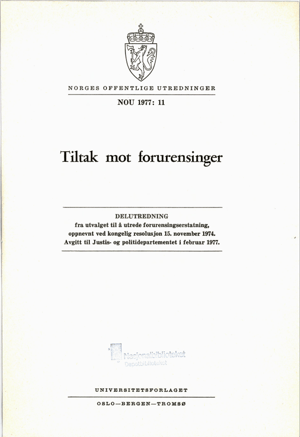 NORGES OFFENTLIGE UTREDNINGER
NOU 1977: 11
Tiltak mot forurensinger
DELUTREDNING
fra utvalget til å utrede forurensingserstatning,
oppnevnt ved kongelig resolusjon 15. november 1974.
Avgitt til Justis- og politidepartementet i februar 1977.
UNIVERSITETSFORLAGET
OSLO—BERGEN—TROMSØ